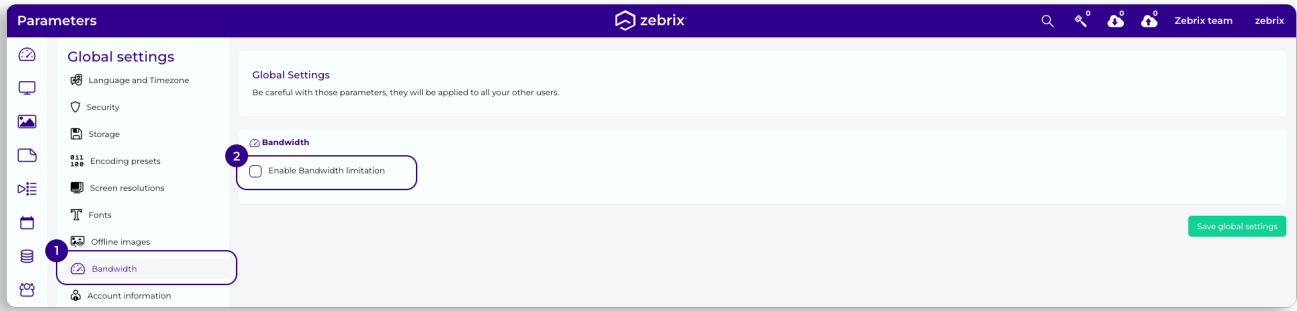 Parameters
zebrix
0
0
0
Zebrix team
zebrix
Global settings
Language and Timezone
Security
Storage
011
100
Encoding presets
Screen resolutions
Fonts
Offline images
1
Bandwidth
Account information
Global Settings
Be careful with those parameters, they will be applied to all your other users.
Bandwidth
2
Enable Bandwidth limitation
Save global settings